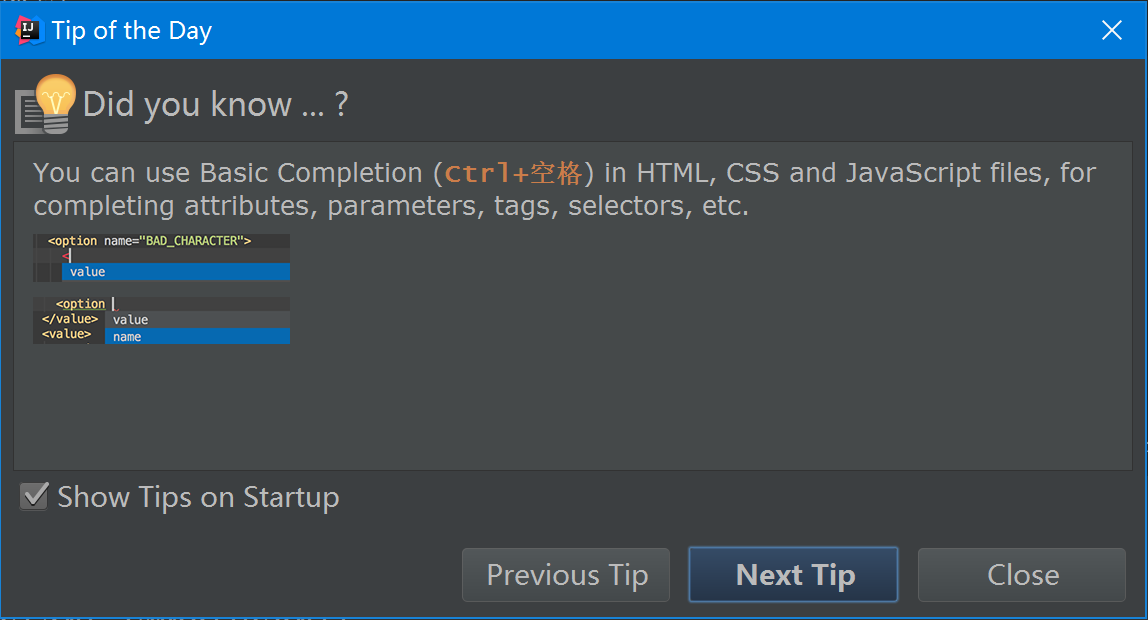 IJ Tip of the Day
Did you know ... ?
You can use Basic Completion (Ctrl+空格) in HTML, CSS and JavaScript files, for
completing attributes, parameters, tags, selectors, etc.
<option name="BAD_CHARACTER">
<
value
<option
</value> value
<value> name
Show Tips on Startup
Previous Tip Next Tip Close